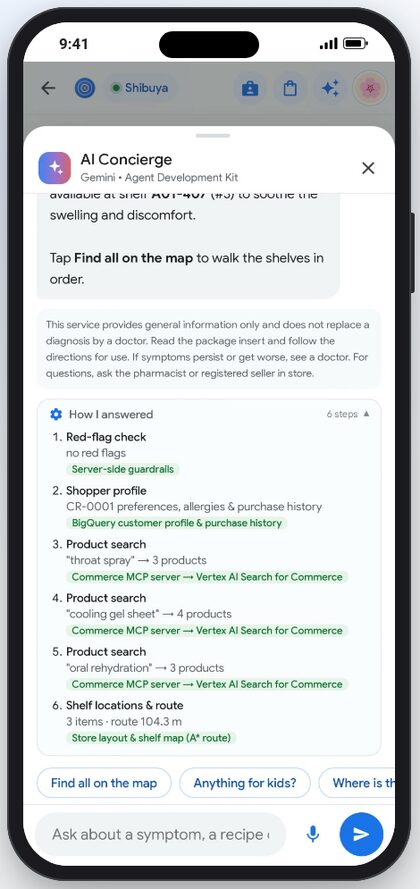 9:41
Shibuya
AI Concierge
Gemini • Agent Development Kit
available at shelf A01-407 (#3) to soothe the
swelling and discomfort.
Tap Find all on the map to walk the shelves in
order.
This service provides general information only and does not replace a
diagnosis by a doctor. Read the package insert and follow the
directions for use. If symptoms persist or get worse, see a doctor. For
questions, ask the pharmacist or registered seller in store.
How I answered 6 steps ▲
1. Red-flag check
no red flags
Server-side guardrails
2. Shopper profile
CR-0001 preferences, allergies & purchase history
BigQuery customer profile & purchase history
3. Product search
"throat spray" → 3 products
Commerce MCP server → Vertex AI Search for Commerce
4. Product search
"cooling gel sheet" → 4 products
Commerce MCP server → Vertex AI Search for Commerce
5. Product search
"oral rehydration" → 3 products
Commerce MCP server → Vertex AI Search for Commerce
6. Shelf locations & route
3 items · route 104.3 m
Store layout & shelf map (A* route)
Find all on the map Anything for kids? Where is th
Ask about a symptom, a recipe